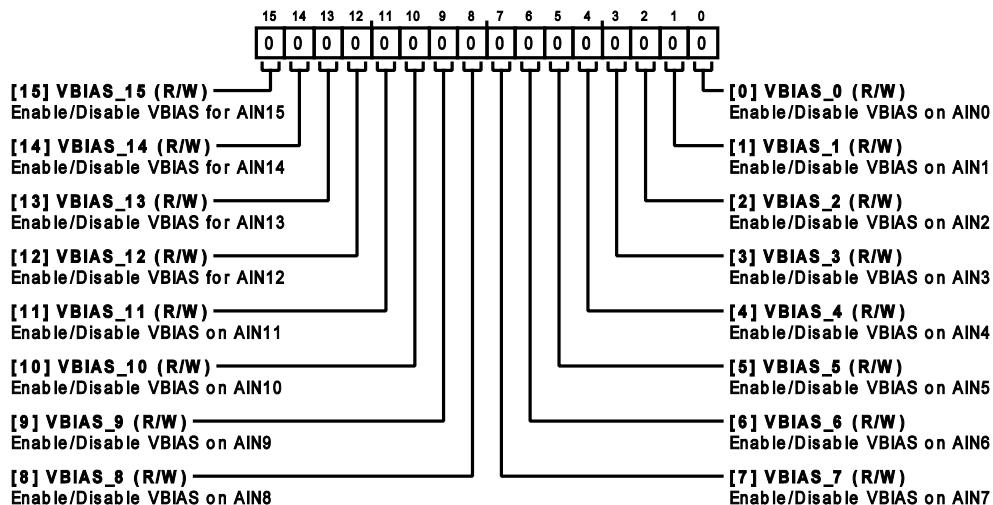 15 14 13 12 11 10 9 8 7 6 5 4 3 2 1 0
0 0 0 0 0 0 0 0 0 0 0 0 0 0 0 0
[15] VBIAS_15 (R/W)
Enable/Disable VBIAS for AIN15
[14] VBIAS_14 (R/W)
Enable/Disable VBIAS for AIN14
[13] VBIAS_13 (R/W)
Enable/Disable VBIAS for AIN13
[12] VBIAS_12 (R/W)
Enable/Disable VBIAS for AIN12
[11] VBIAS_11 (R/W)
Enable/Disable VBIAS on AIN11
[10] VBIAS_10 (R/W)
Enable/Disable VBIAS on AIN10
[9] VBIAS_9 (R/W)
Enable/Disable VBIAS on AIN9
[8] VBIAS_8 (R/W)
Enable/Disable VBIAS on AIN8
[0] VBIAS_0 (R/W)
Enable/Disable VBIAS on AIN0
[1] VBIAS_1 (R/W)
Enable/Disable VBIAS on AIN1
[2] VBIAS_2 (R/W)
Enable/Disable VBIAS on AIN2
[3] VBIAS_3 (R/W)
Enable/Disable VBIAS on AIN3
[4] VBIAS_4 (R/W)
Enable/Disable VBIAS on AIN4
[5] VBIAS_5 (R/W)
Enable/Disable VBIAS on AIN5
[6] VBIAS_6 (R/W)
Enable/Disable VBIAS on AIN6
[7] VBIAS_7 (R/W)
Enable/Disable VBIAS on AIN7